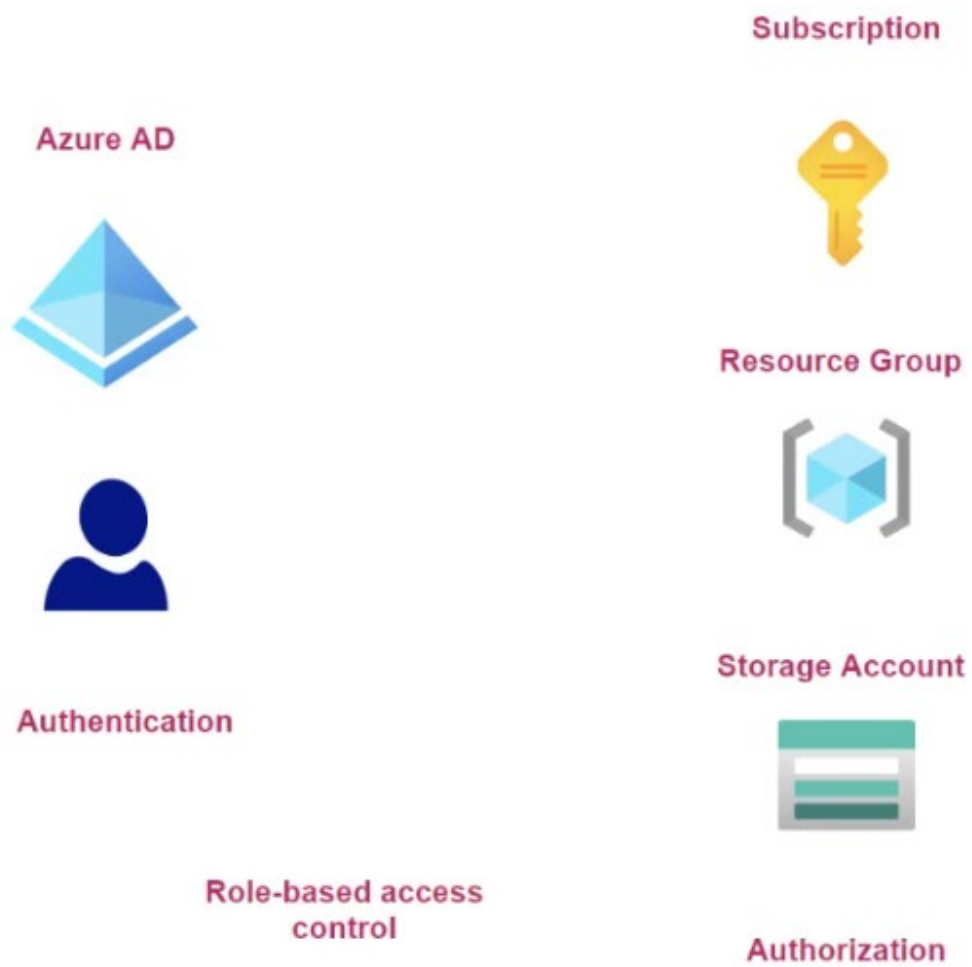 Subscription
Azure AD
Resource Group
Storage Account
Authentication
Role-based access
control
Authorization